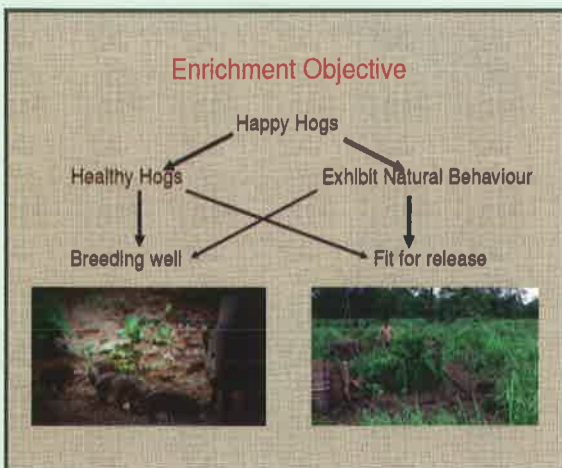 Enrichment Objective
Happy Hogs
Healthy Hogs
Exhibit Natural Behaviour
Breeding well
Fit for release